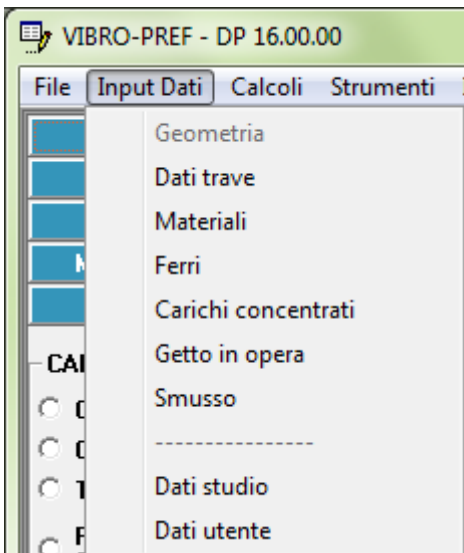 VIBRO-PREF - DP 16.00.00
File Input Dati Calcoli Strumenti
Geometria
Dati trave
Materiali
Ferri
Carichi concentrati
Getto in opera
Smusso
----------------
Dati studio
Dati utente